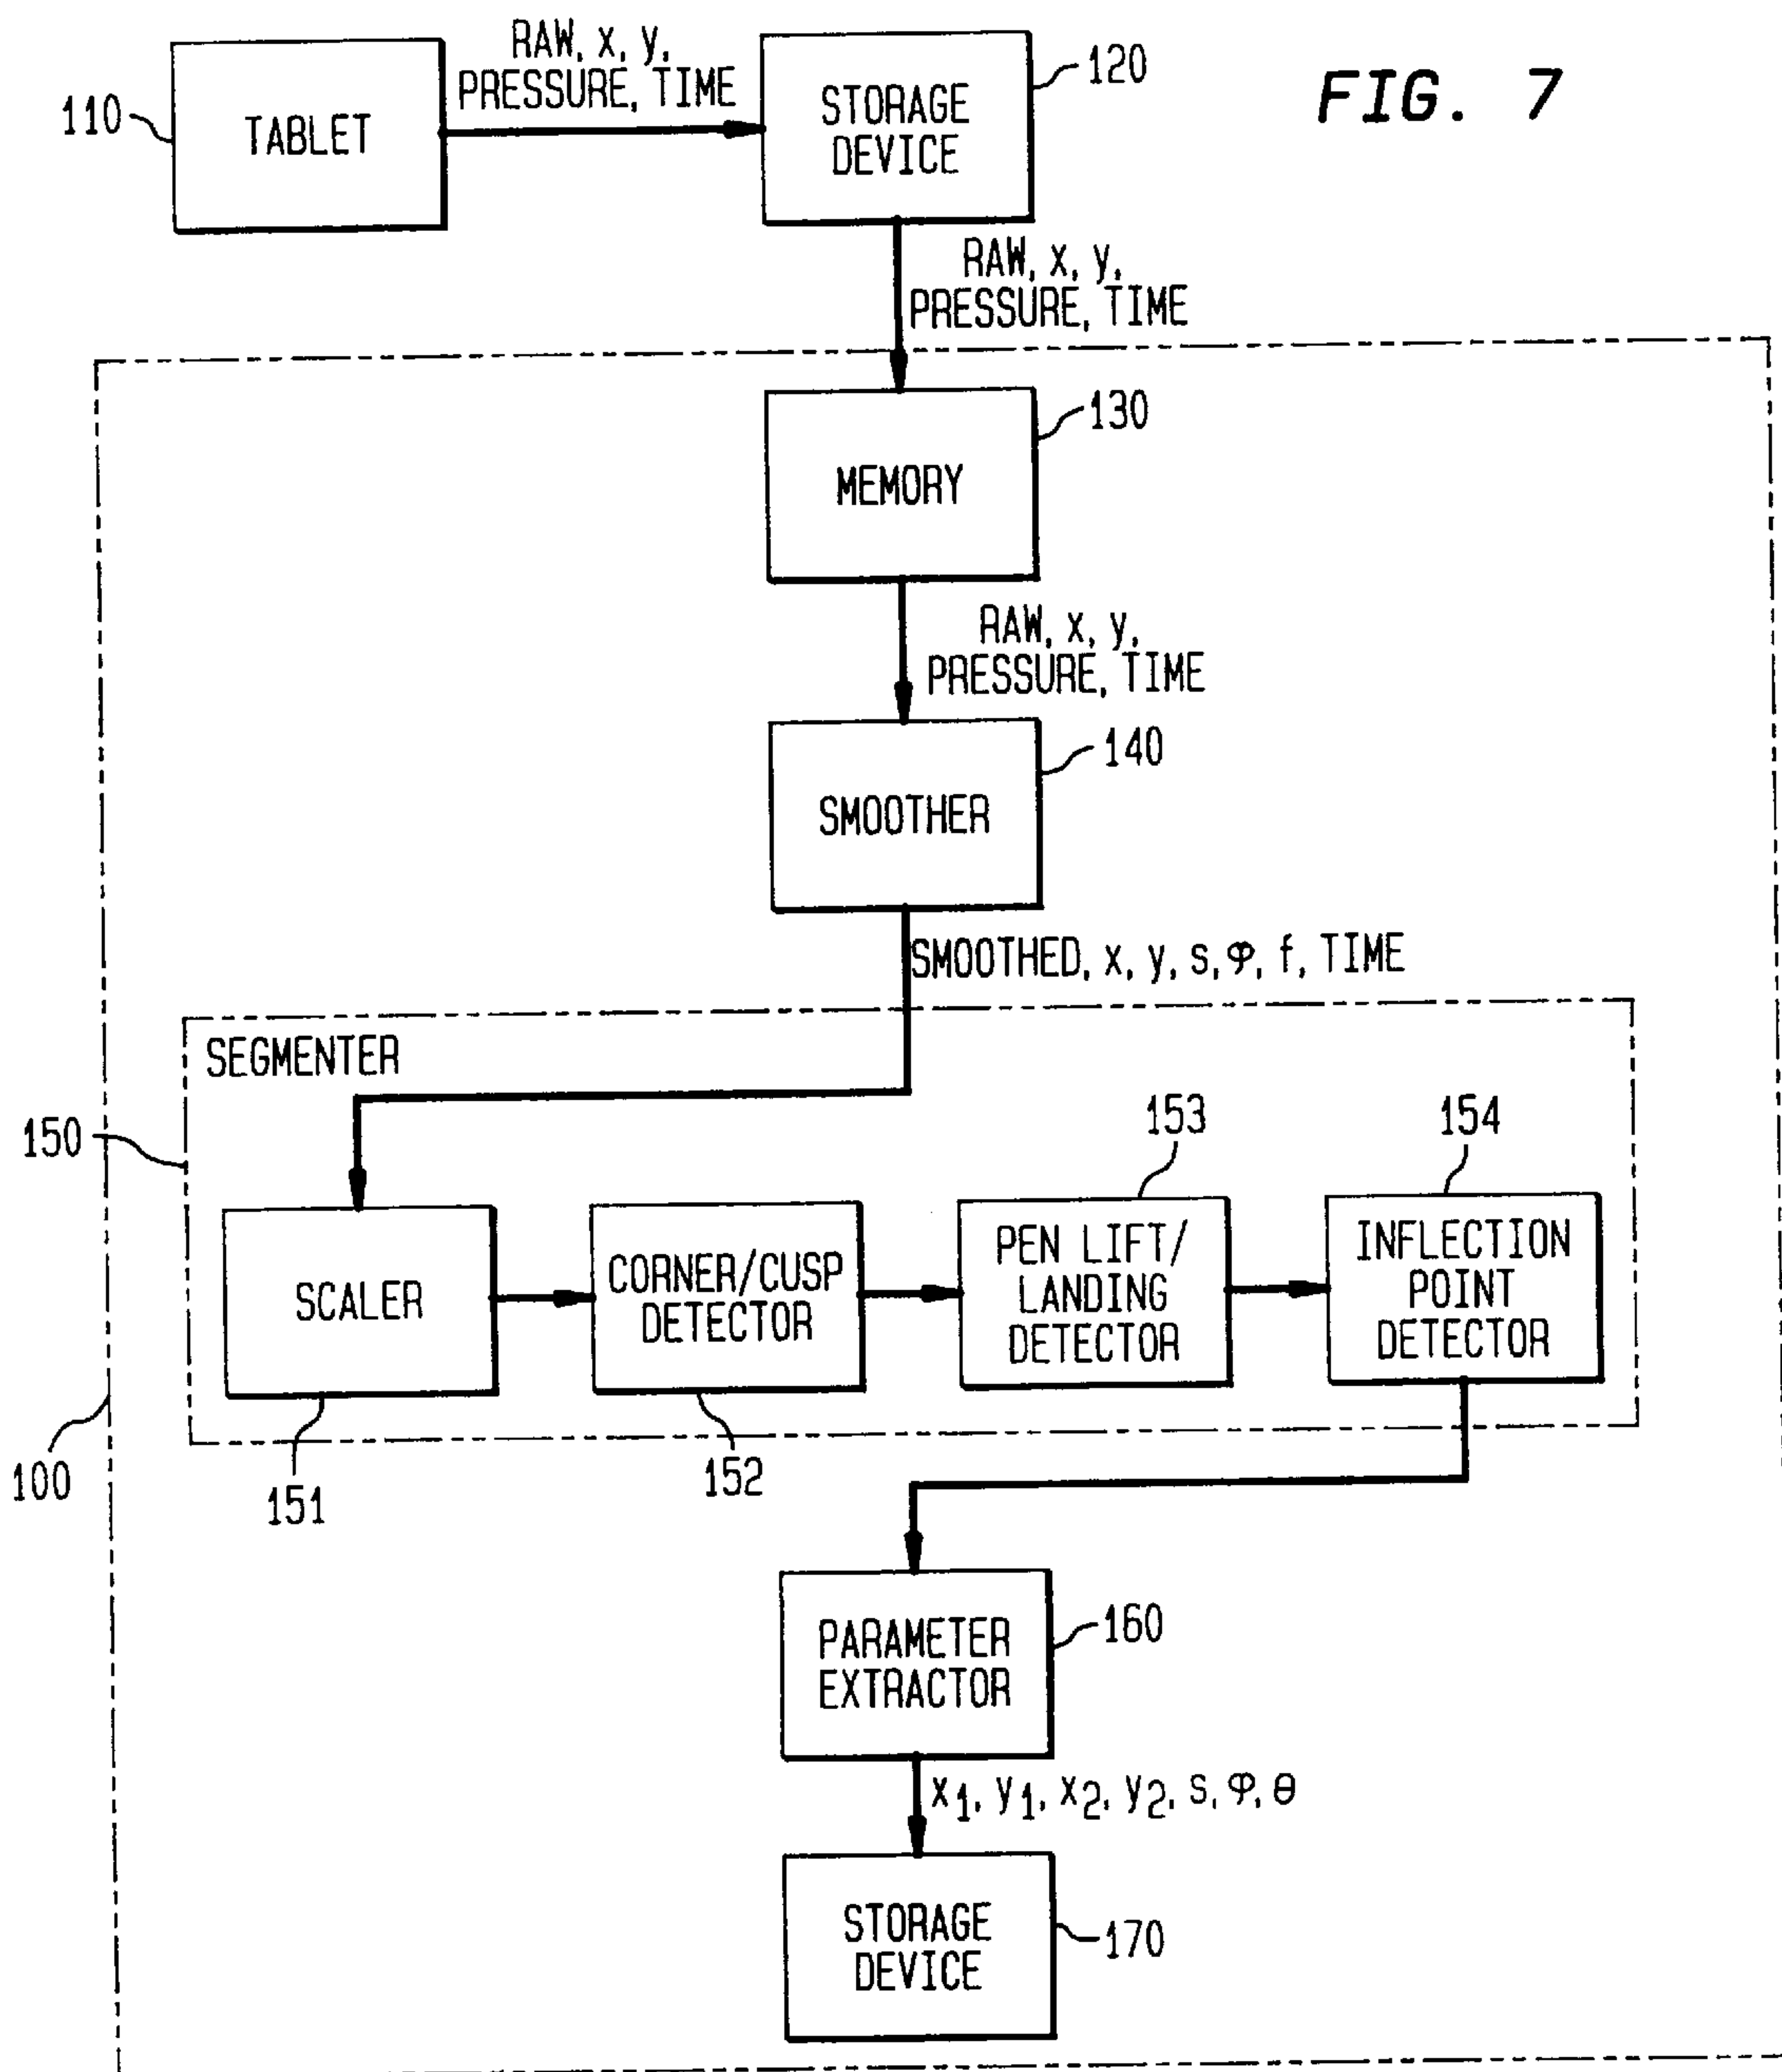 FIG. 7
110
TABLET
RAW, x, y,
PRESSURE, TIME
STORAGE
DEVICE
120
RAW, x, y,
PRESSURE, TIME
MEMORY
130
RAW, x, y,
PRESSURE, TIME
SMOOTHER
140
SMOOTHED, x, y, s, φ, f, TIME
SEGMENTER
150
153
154
SCALER
CORNER/CUSP
DETECTOR
PEN LIFT/
LANDING
DETECTOR
INFLECTION
POINT
DETECTOR
100
151
152
PARAMETER
EXTRACTOR
160
x1, y1, x2, y2, s, φ, θ
STORAGE
DEVICE
170